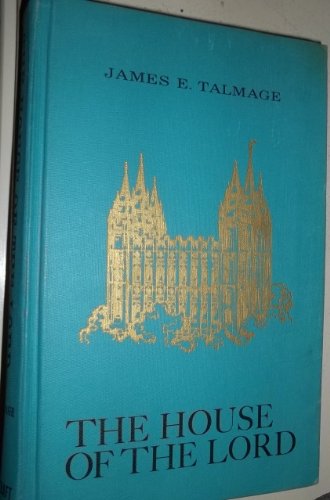 JAMES E. TALMAGE
THE HOUSE
OF THE LORD